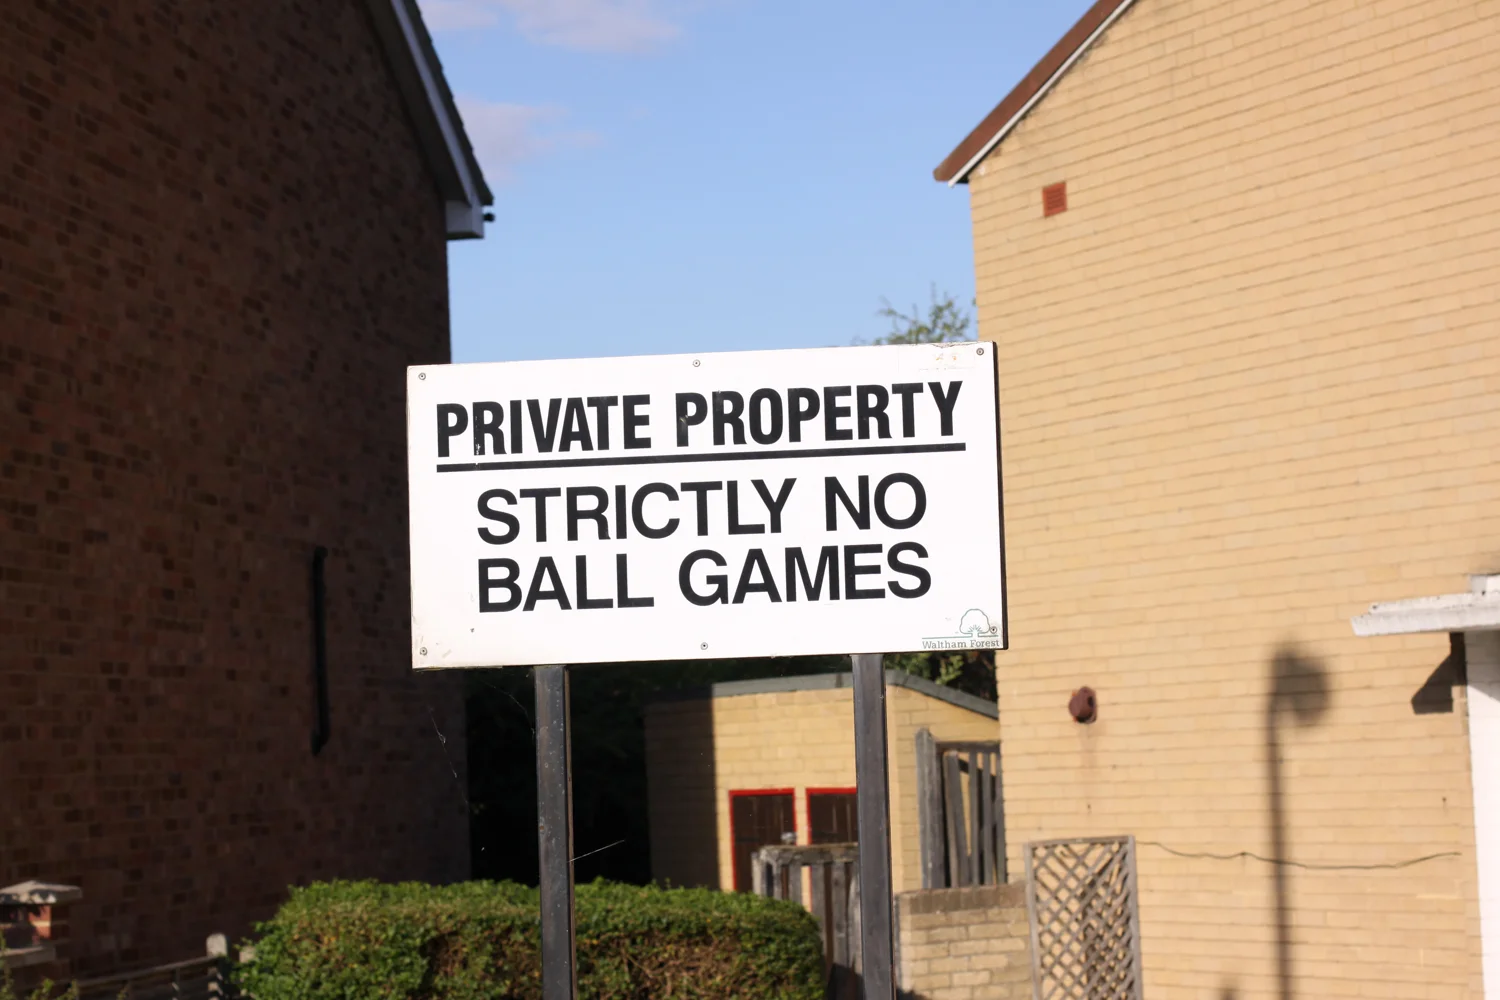 PRIVATE PROPERTY
STRICTLY NO
BALL GAMES
Waltham Forest